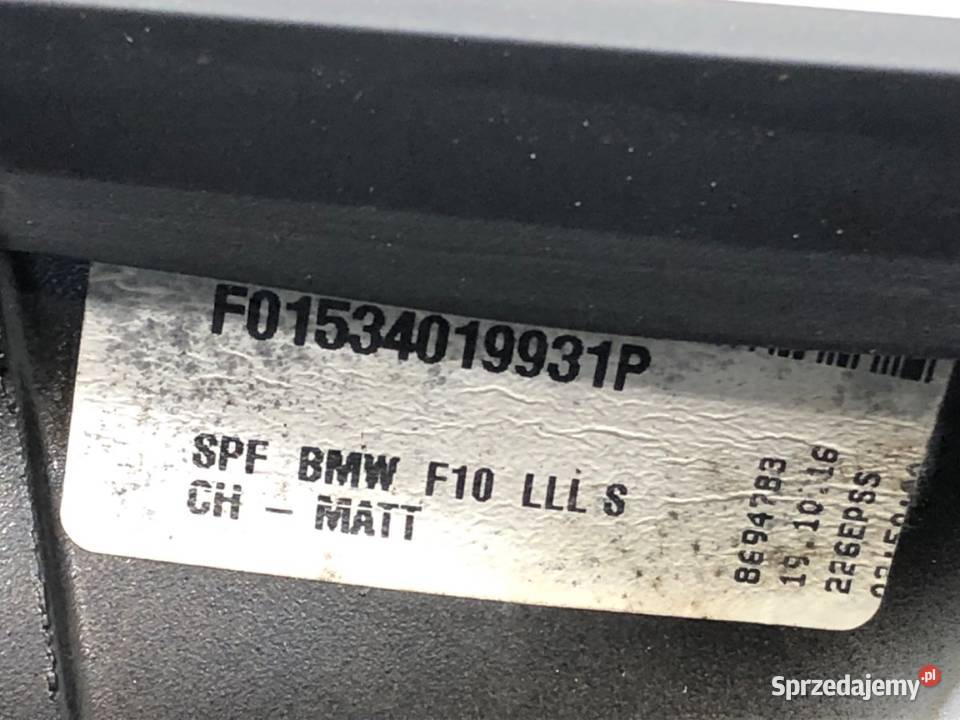 F01534019931P
SPF BMW F10 LLL S
CH - MATT
8694783
19.10.16
226EPSS
Sprzedajemy.pl